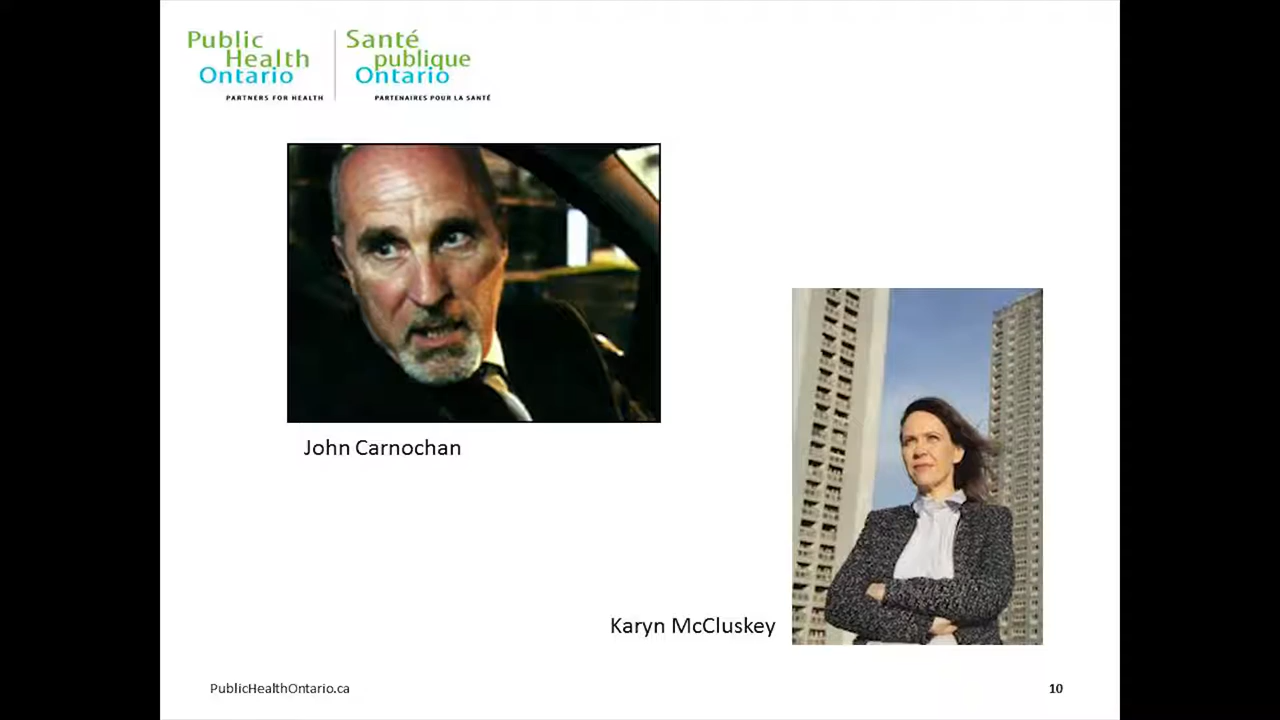 Public
Health
Ontario
PARTNERS FOR HEALTH
Santé
publique
Ontario
PARTENAIRES POUR LA SANTÉ
John Carnochan
Karyn McCluskey
PublicHealthOntario.ca
10